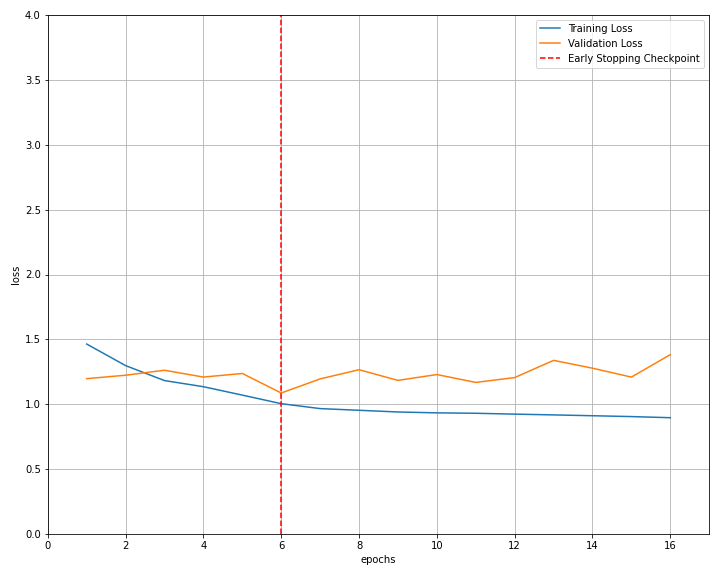 4.0
3.5
3.0
2.5
2.0
1.5
1.0
0.5
0.0
loss
Training Loss
Validation Loss
Early Stopping Checkpoint
0 2 4 6 8 10 12 14 16
epochs